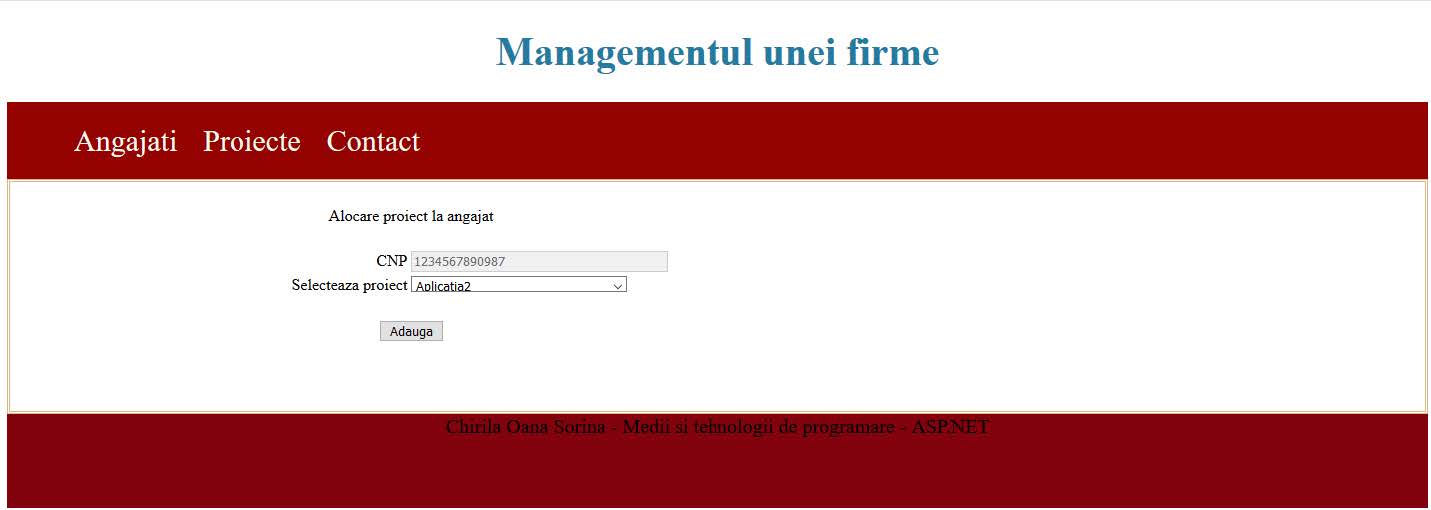 Managementul unei firme
Angajati Proiecte Contact
Alocare proiect la angajat
CNP 1234567890987
Selecteaza proiect Aplicatia2
Adauga
Chirila Oana Sorina - Medii si tehnologii de programare - ASP.NET